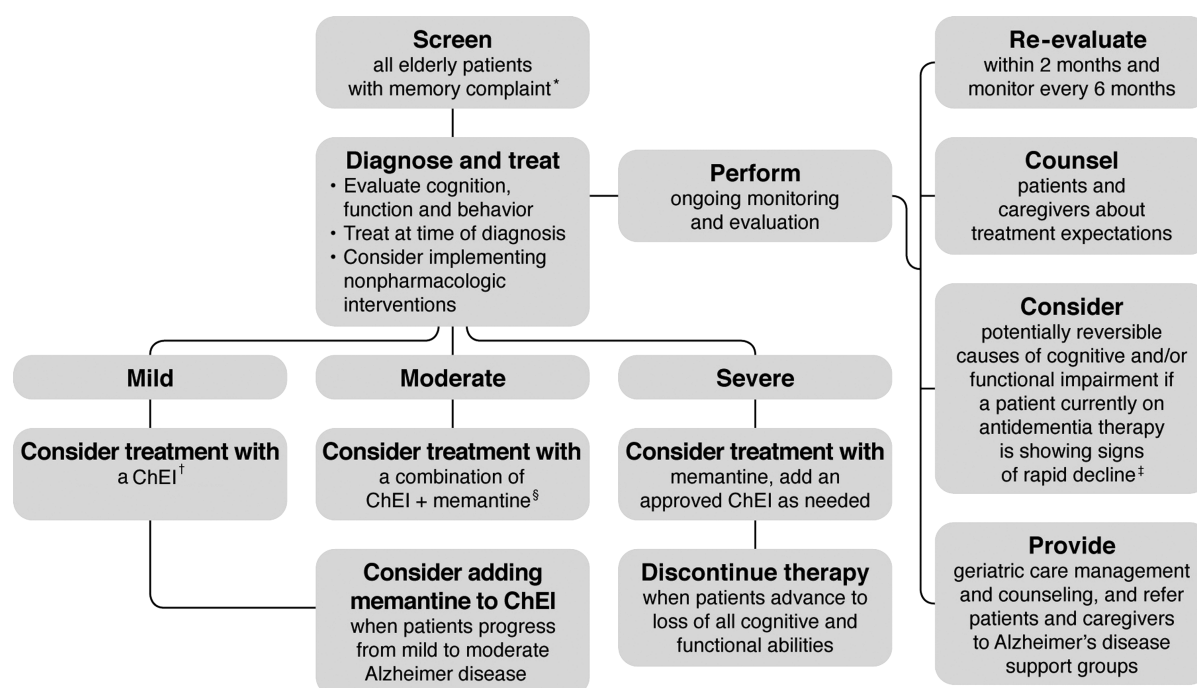 Screen
all elderly patients
with memory complaint*
Diagnose and treat
• Evaluate cognition,
function and behavior
• Treat at time of diagnosis
• Consider implementing
nonpharmacologic
interventions
Perform
ongoing monitoring
and evaluation
Re-evaluate
within 2 months and
monitor every 6 months
Counsel
patients and
caregivers about
treatment expectations
Consider
potentially reversible
causes of cognitive and/or
functional impairment if
a patient currently on
antidementia therapy
is showing signs
of rapid decline‡
Provide
geriatric care management
and counseling, and refer
patients and caregivers
to Alzheimer's disease
support groups
Mild
Consider treatment with
a ChEI†
Moderate
Consider treatment with
a combination of
ChEI + memantine§
Consider adding
memantine to ChEI
when patients progress
from mild to moderate
Alzheimer disease
Severe
Consider treatment with
memantine, add an
approved ChEI as needed
Discontinue therapy
when patients advance to
loss of all cognitive and
functional abilities